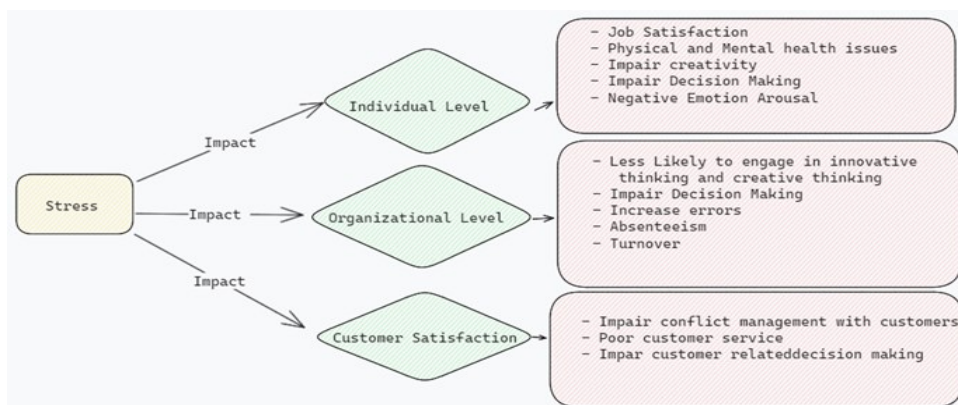 Stress
Impact
Impact
Impact
Individual Level
- Job Satisfaction
- Physical and Mental health issues
- Impair creativity
- Impair Decision Making
- Negative Emotion Arousal
Organizational Level
- Less Likely to engage in innovative
thinking and creative thinking
- Impair Decision Making
- Increase errors
- Absenteeism
- Turnover
Customer Satisfaction
- Impair conflict management with customers
- Poor customer service
- Impar customer relateddecision making